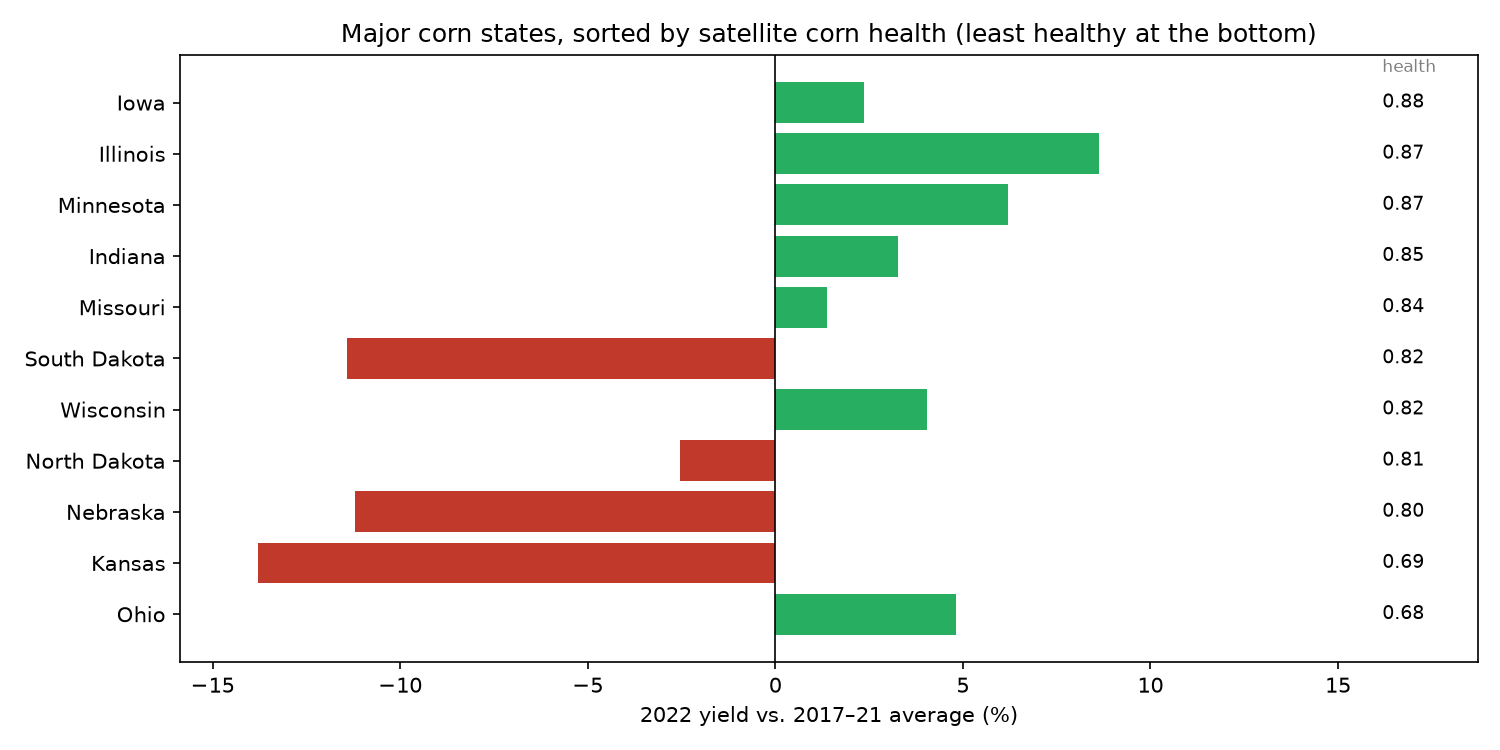 Major corn states, sorted by satellite corn health (least healthy at the bottom)
health
Iowa 0.88
Illinois 0.87
Minnesota 0.87
Indiana 0.85
Missouri 0.84
South Dakota 0.82
Wisconsin 0.82
North Dakota 0.81
Nebraska 0.80
Kansas 0.69
Ohio 0.68
−15 −10 −5 0 5 10 15
2022 yield vs. 2017–21 average (%)